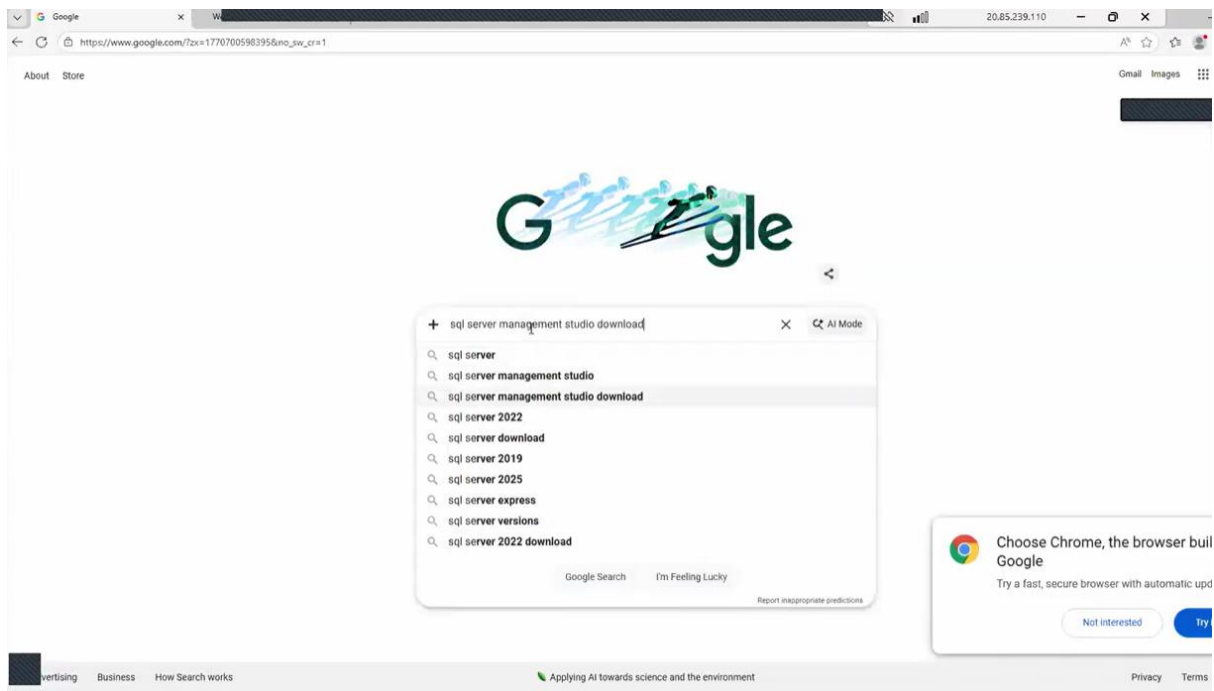 Google
We
20.85.239.110
https://www.google.com/?zx=1770700598395&no_sw_cr=1
About Store
Gmail Images
G gle
sql server management studio download
AI Mode
sql server
sql server management studio
sql server management studio download
sql server 2022
sql server download
sql server 2019
sql server 2025
sql server express
sql server versions
sql server 2022 download
Google Search I'm Feeling Lucky
Report inappropriate predictions
Choose Chrome, the browser buil
Google
Try a fast, secure browser with automatic upd
Not interested Try
vertising Business How Search works
Applying AI towards science and the environment
Privacy Terms